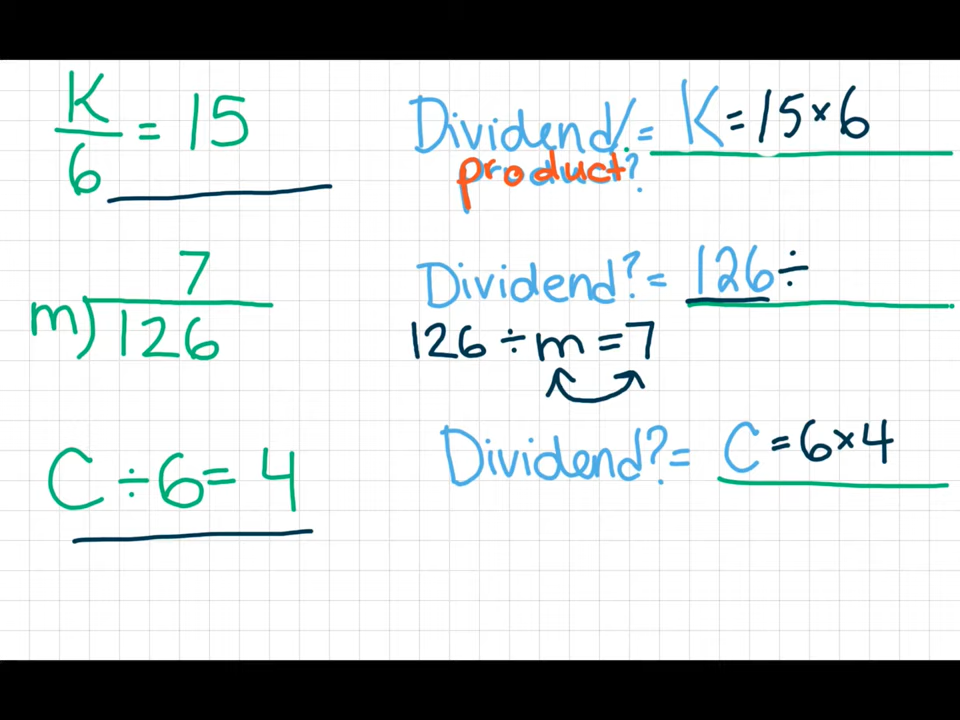 K/6 = 15
Dividend/. = K = 15 × 6
product?
7
m)126
Dividend? = 126 ÷
126 ÷ m = 7
C ÷ 6 = 4
Dividend? = C = 6 × 4